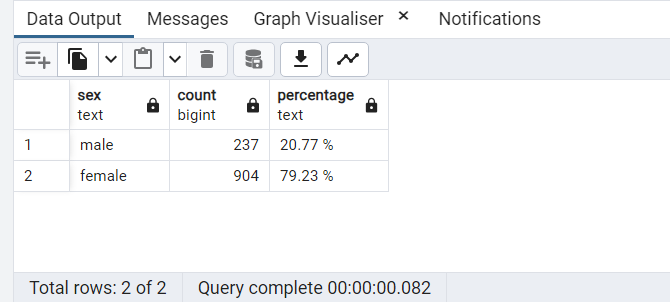 Data Output Messages Graph Visualiser × Notifications
sex count percentage
text bigint text
1 male 237 20.77 %
2 female 904 79.23 %
Total rows: 2 of 2 Query complete 00:00:00.082